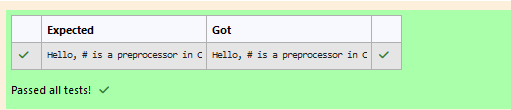 Expected Got
Hello, # is a preprocessor in C Hello, # is a preprocessor in C
Passed all tests!